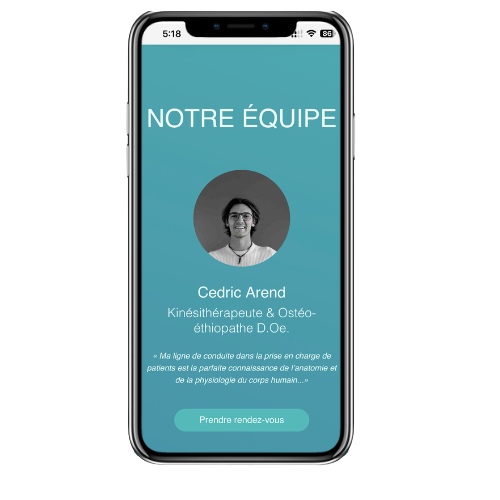 5:18
86
NOTRE ÉQUIPE
Cedric Arend
Kinésithérapeute & Ostéo-
éthiopathe D.Oe.
« Ma ligne de conduite dans la prise en charge de
patients est la parfaite connaissance de l'anatomie et
de la physiologie du corps humain...»
Prendre rendez-vous